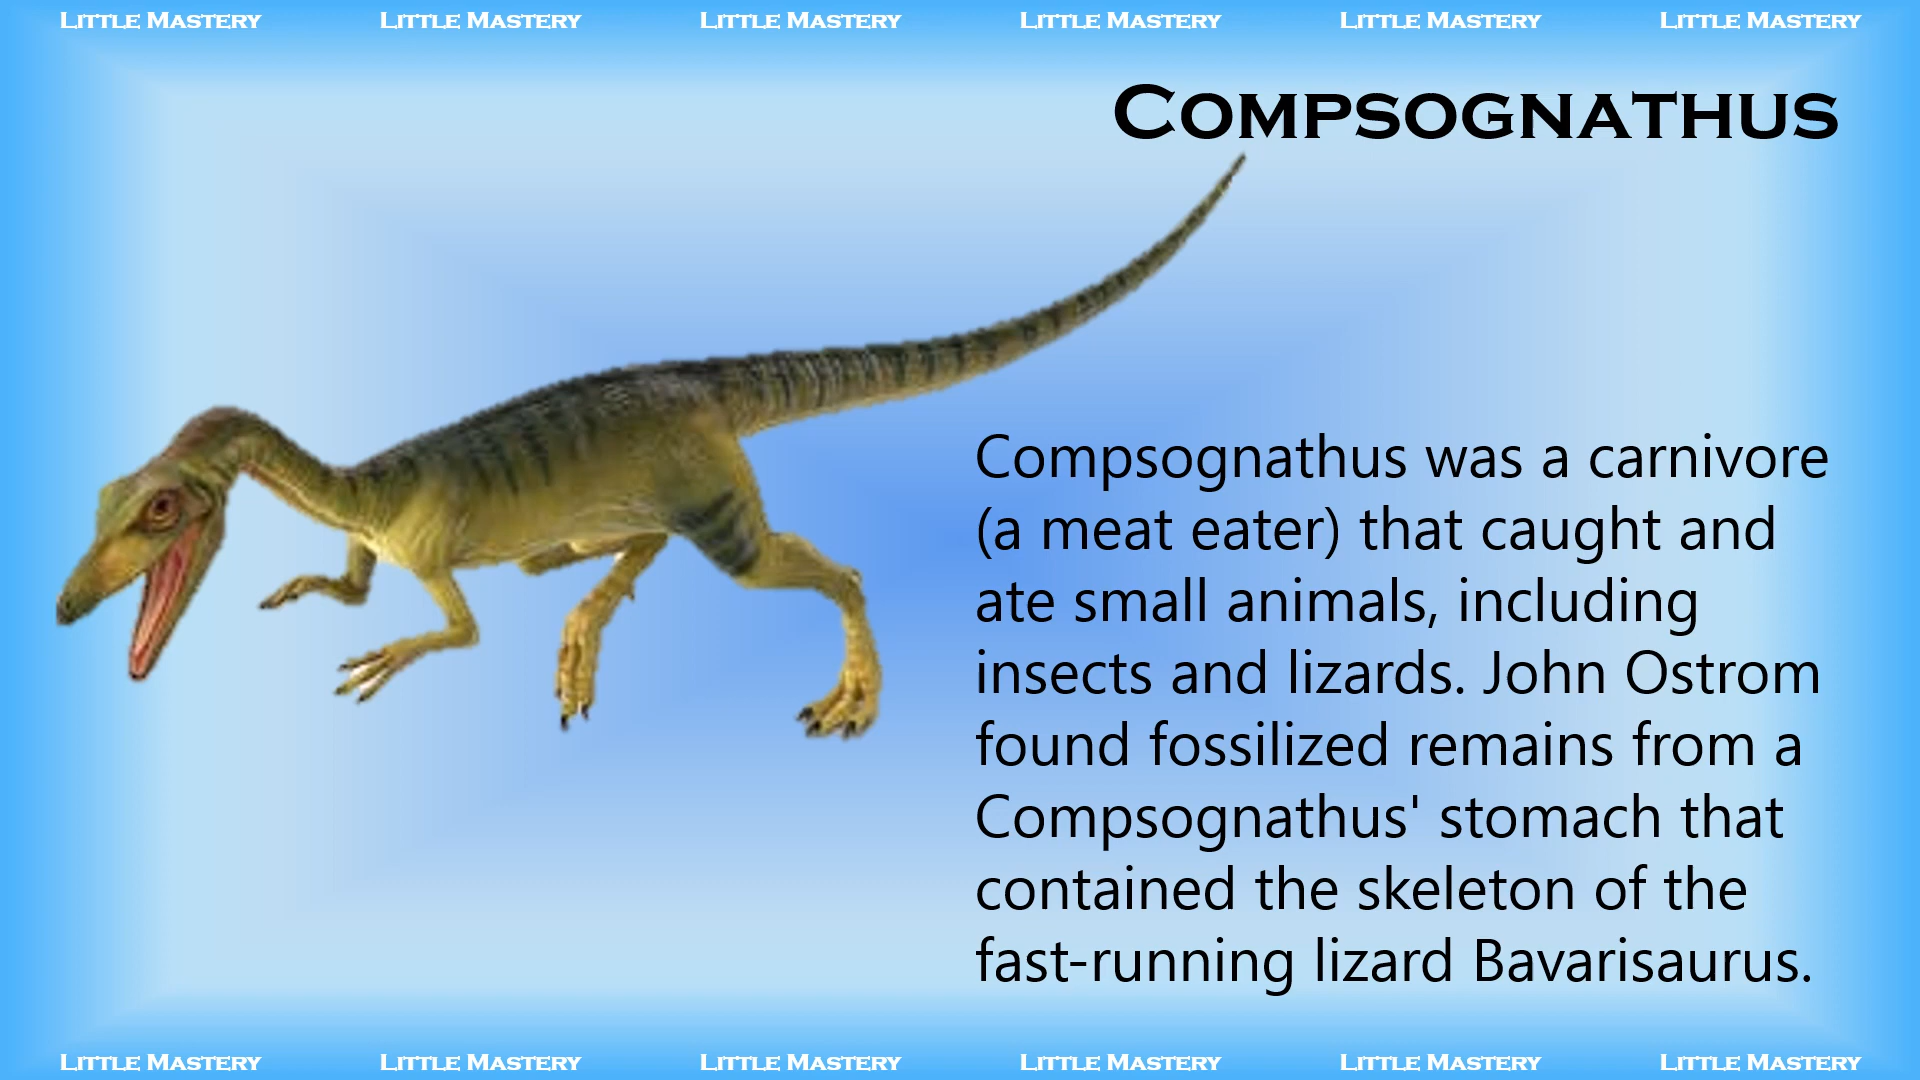 Little Mastery Little Mastery Little Mastery Little Mastery Little Mastery Little Mastery
Compsognathus
Compsognathus was a carnivore
(a meat eater) that caught and
ate small animals, including
insects and lizards. John Ostrom
found fossilized remains from a
Compsognathus' stomach that
contained the skeleton of the
fast-running lizard Bavarisaurus.
Little Mastery Little Mastery Little Mastery Little Mastery Little Mastery Little Mastery